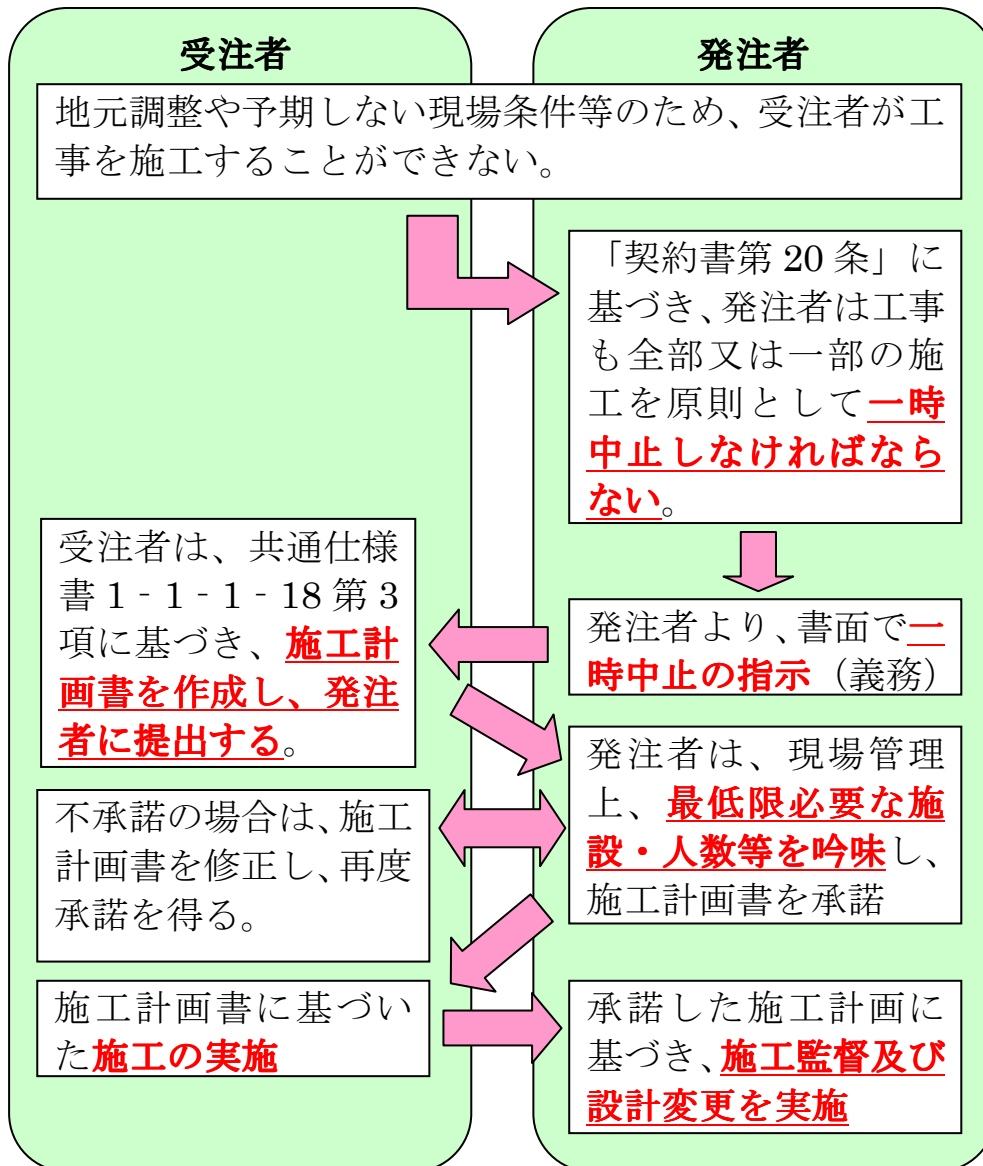 受注者
発注者
地元調整や予期しない現場条件等のため、受注者が工
事を施工することができない。
「契約書第 20 条」に
基づき、発注者は工事
も全部又は一部の施
工を原則として一時
中止しなければなら
ない。
発注者より、書面で一
時中止の指示（義務）
受注者は、共通仕様
書 1 - 1 - 1 - 18 第 3
項に基づき、施工計
画書を作成し、発注
者に提出する。
発注者は、現場管理
上、最低限必要な施
設・人数等を吟味し、
施工計画書を承諾
不承諾の場合は、施工
計画書を修正し、再度
承諾を得る。
施工計画書に基づい
た施工の実施
承諾した施工計画に
基づき、施工監督及び
設計変更を実施